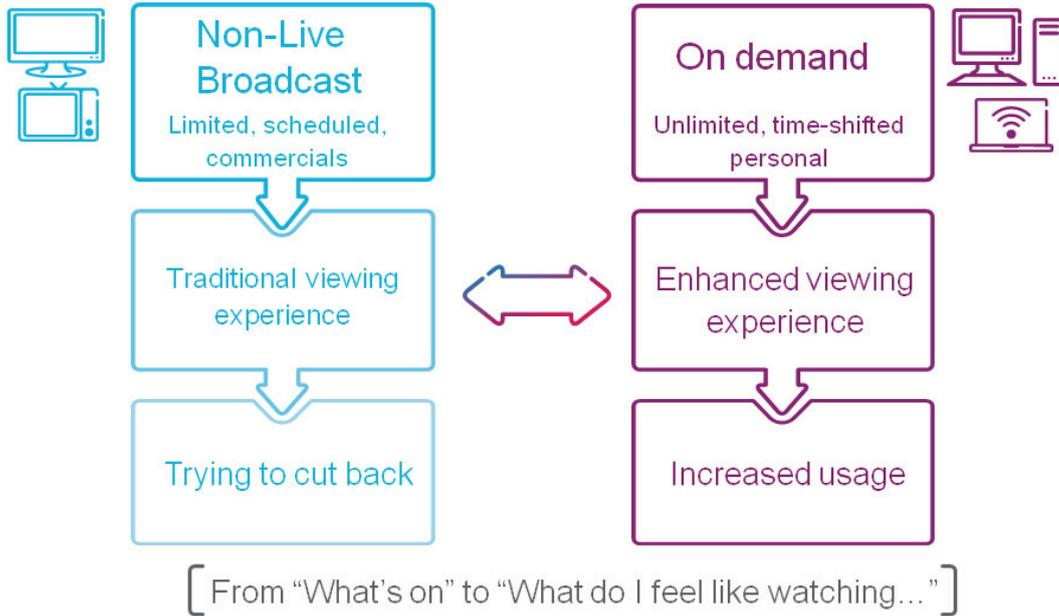 Non-Live
Broadcast
Limited, scheduled,
commercials
Traditional viewing
experience
Trying to cut back
On demand
Unlimited, time-shifted
personal
Enhanced viewing
experience
Increased usage
[From “What’s on” to “What do I feel like watching…”]